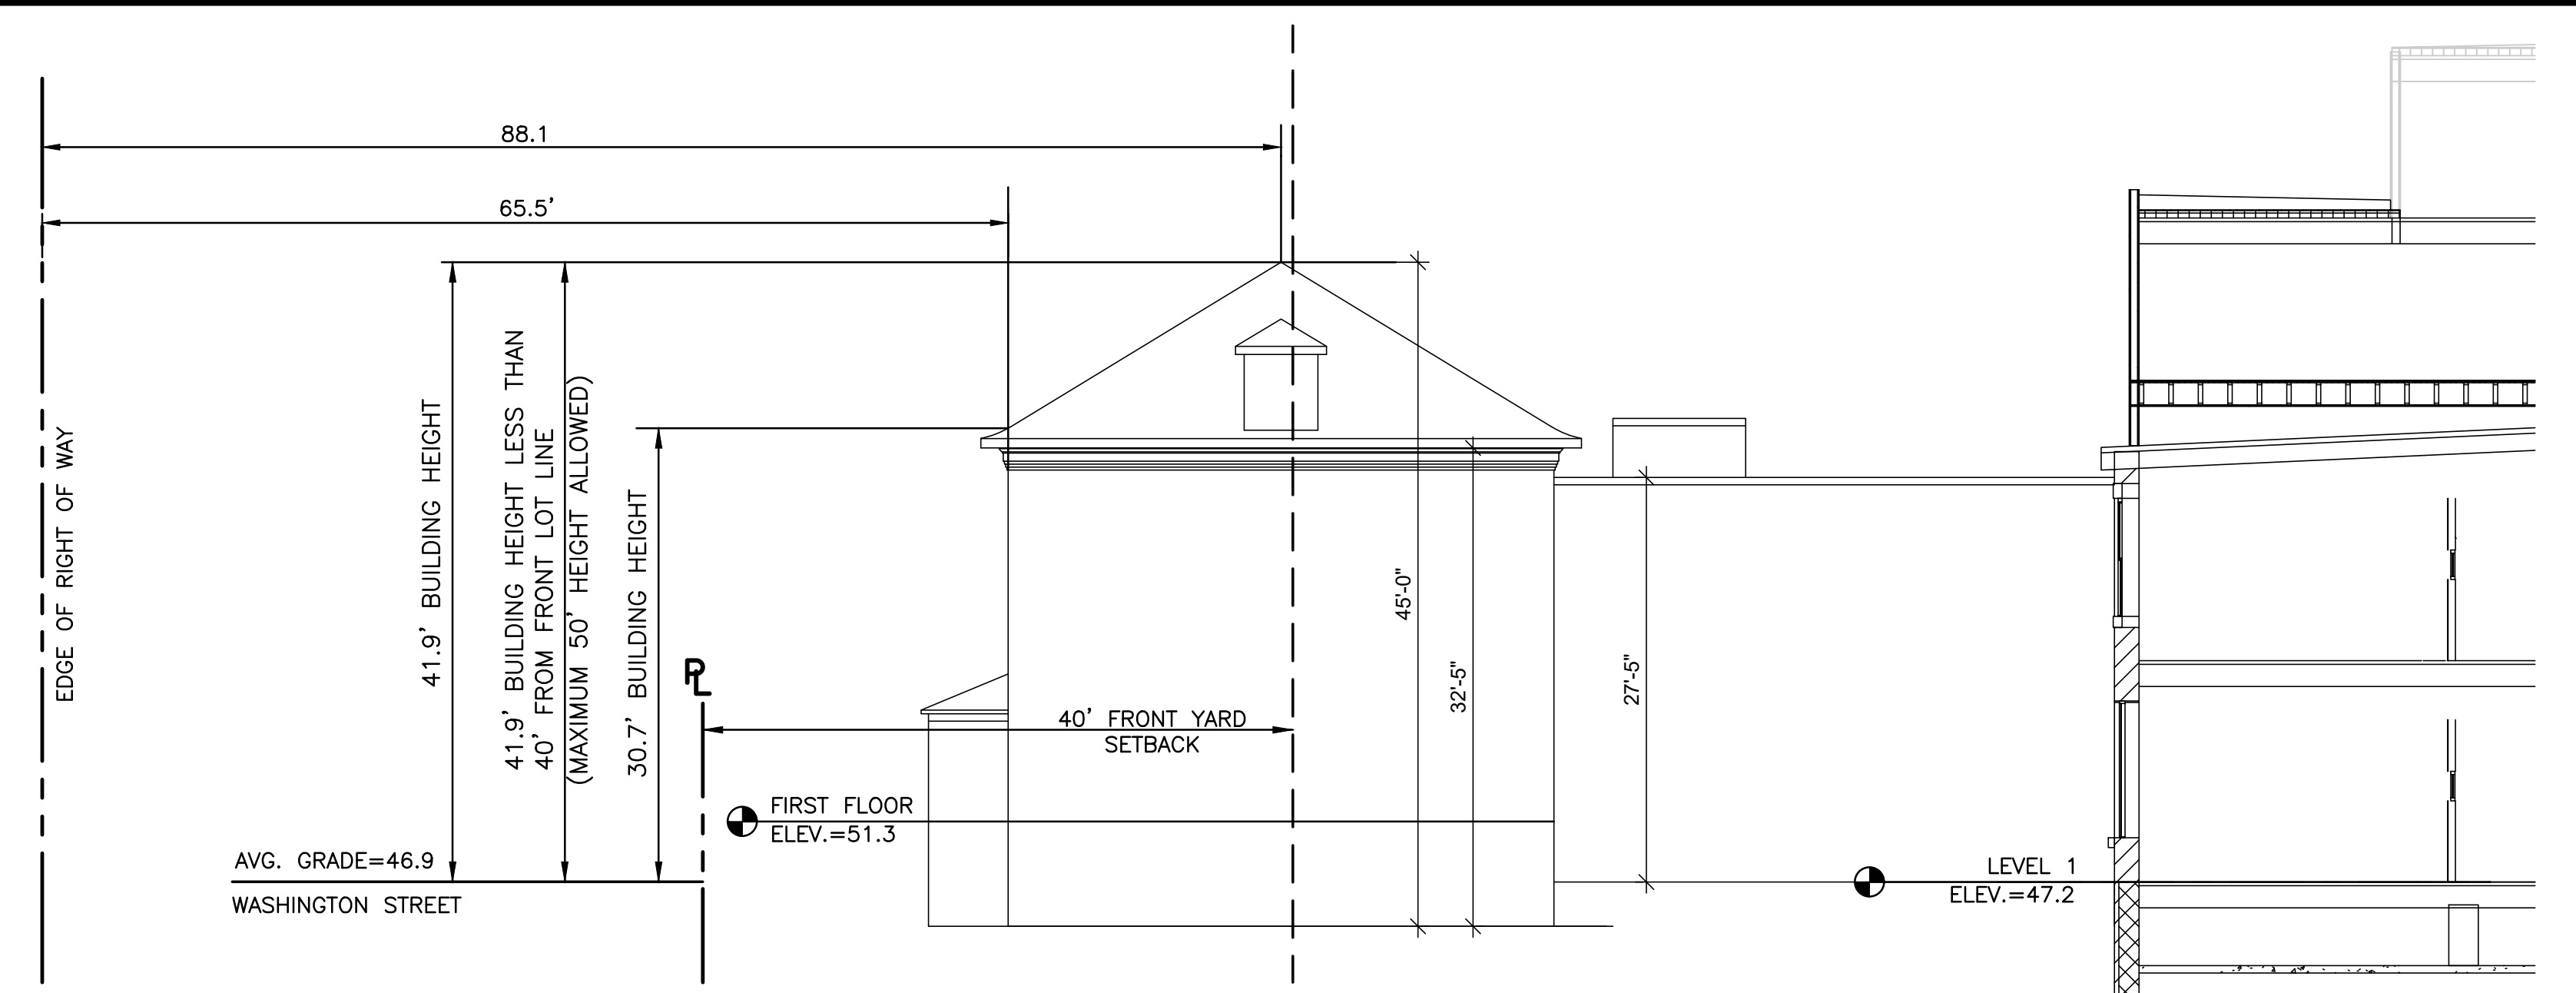 88.1
65.5'
EDGE OF RIGHT OF WAY
41.9' BUILDING HEIGHT
41.9' BUILDING HEIGHT LESS THAN
40' FROM FRONT LOT LINE
(MAXIMUM 50' HEIGHT ALLOWED)
30.7' BUILDING HEIGHT
PL
40' FRONT YARD
SETBACK
45'-0"
32'-5"
27'-5"
FIRST FLOOR
ELEV.=51.3
AVG. GRADE=46.9
WASHINGTON STREET
LEVEL 1
ELEV.=47.2